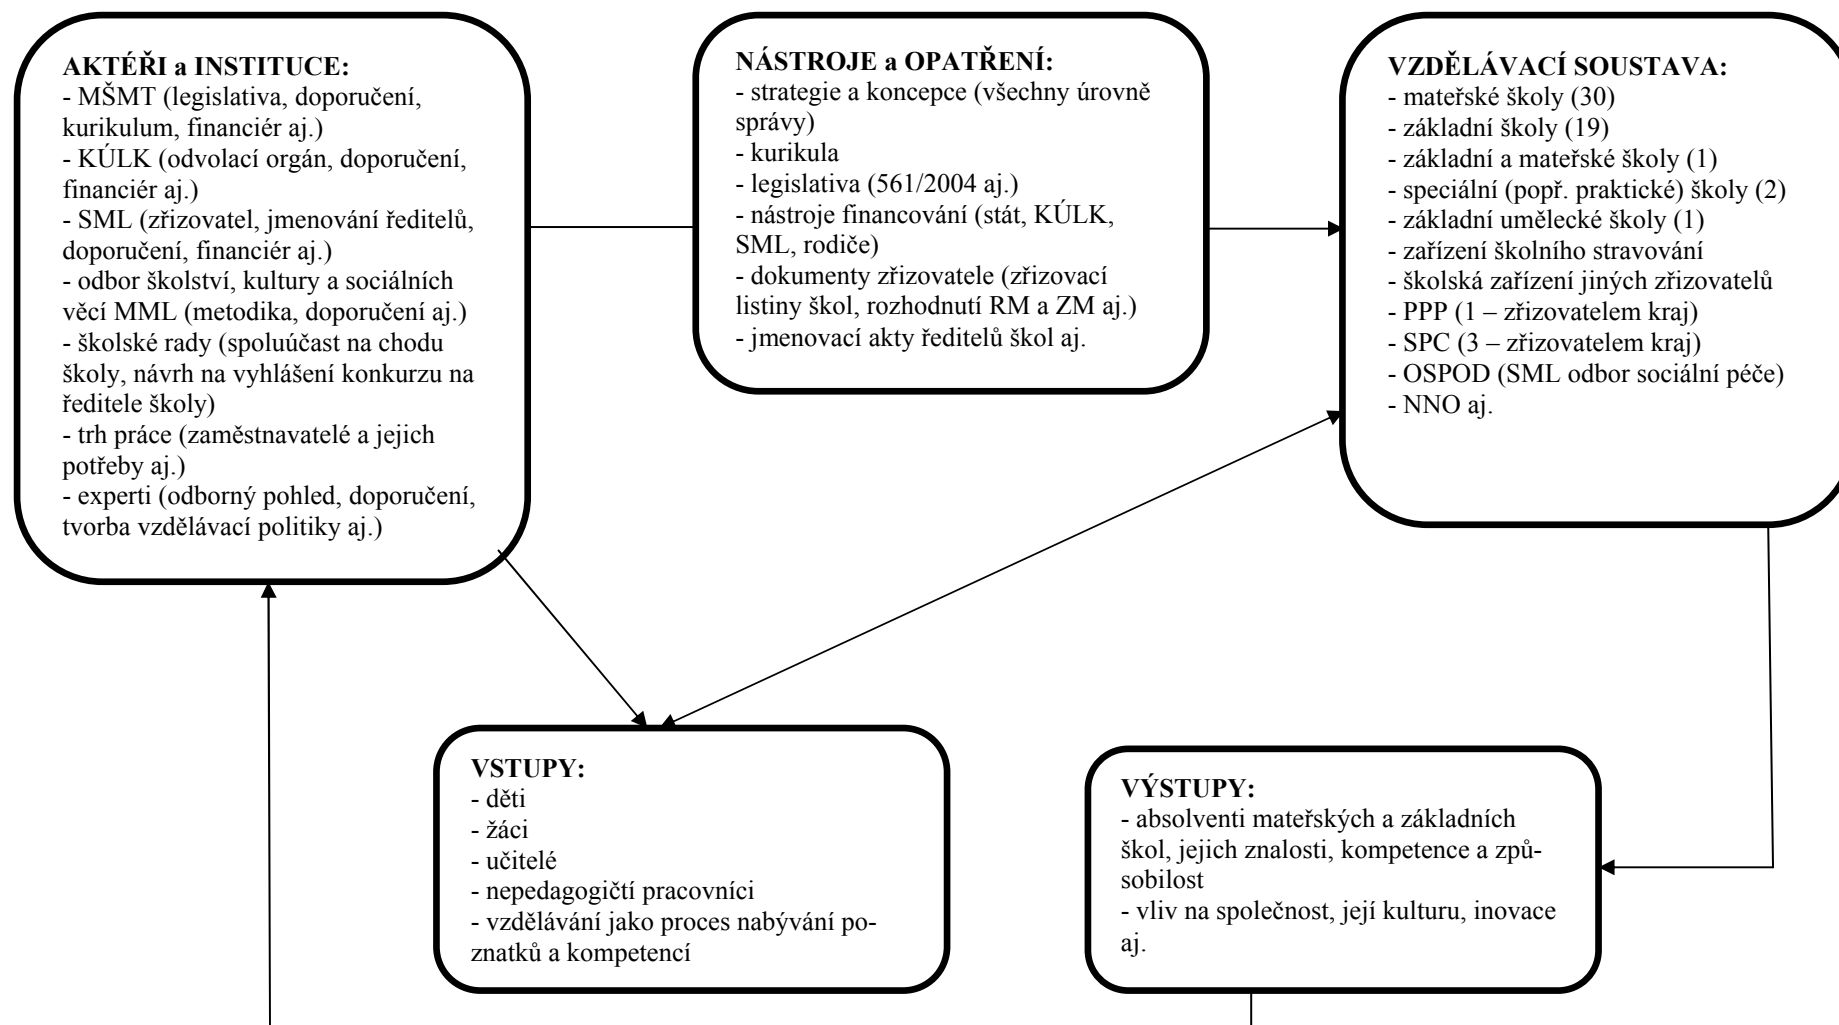 AKTÉŘI a INSTITUCE:
- MŠMT (legislativa, doporučení,
kurikulum, financiér aj.)
- KÚLK (odvolací orgán, doporučení,
financiér aj.)
- SML (zřizovatel, jmenování ředitelů,
doporučení, financiér aj.)
- odbor školství, kultury a sociálních
věcí MML (metodika, doporučení aj.)
- školské rady (spoluúčast na chodu
školy, návrh na vyhlášení konkurzu na
ředitele školy)
- trh práce (zaměstnavatelé a jejich
potřeby aj.)
- experti (odborný pohled, doporučení,
tvorba vzdělávací politiky aj.)
NÁSTROJE a OPATŘENÍ:
- strategie a koncepce (všechny úrovně
správy)
- kurikula
- legislativa (561/2004 aj.)
- nástroje financování (stát, KÚLK,
SML, rodiče)
- dokumenty zřizovatele (zřizovací
listiny škol, rozhodnutí RM a ZM aj.)
- jmenovací akty ředitelů škol aj.
VZDĚLÁVACÍ SOUSTAVA:
- mateřské školy (30)
- základní školy (19)
- základní a mateřské školy (1)
- speciální (popř. praktické) školy (2)
- základní umělecké školy (1)
- zařízení školního stravování
- školská zařízení jiných zřizovatelů
- PPP (1 – zřizovatelem kraj)
- SPC (3 – zřizovatelem kraj)
- OSPOD (SML odbor sociální péče)
- NNO aj.
VSTUPY:
- děti
- žáci
- učitelé
- nepedagogičtí pracovníci
- vzdělávání jako proces nabývání po-
znatků a kompetencí
VÝSTUPY:
- absolventi mateřských a základních
škol, jejich znalosti, kompetence a způ-
sobilost
- vliv na společnost, její kulturu, inovace
aj.